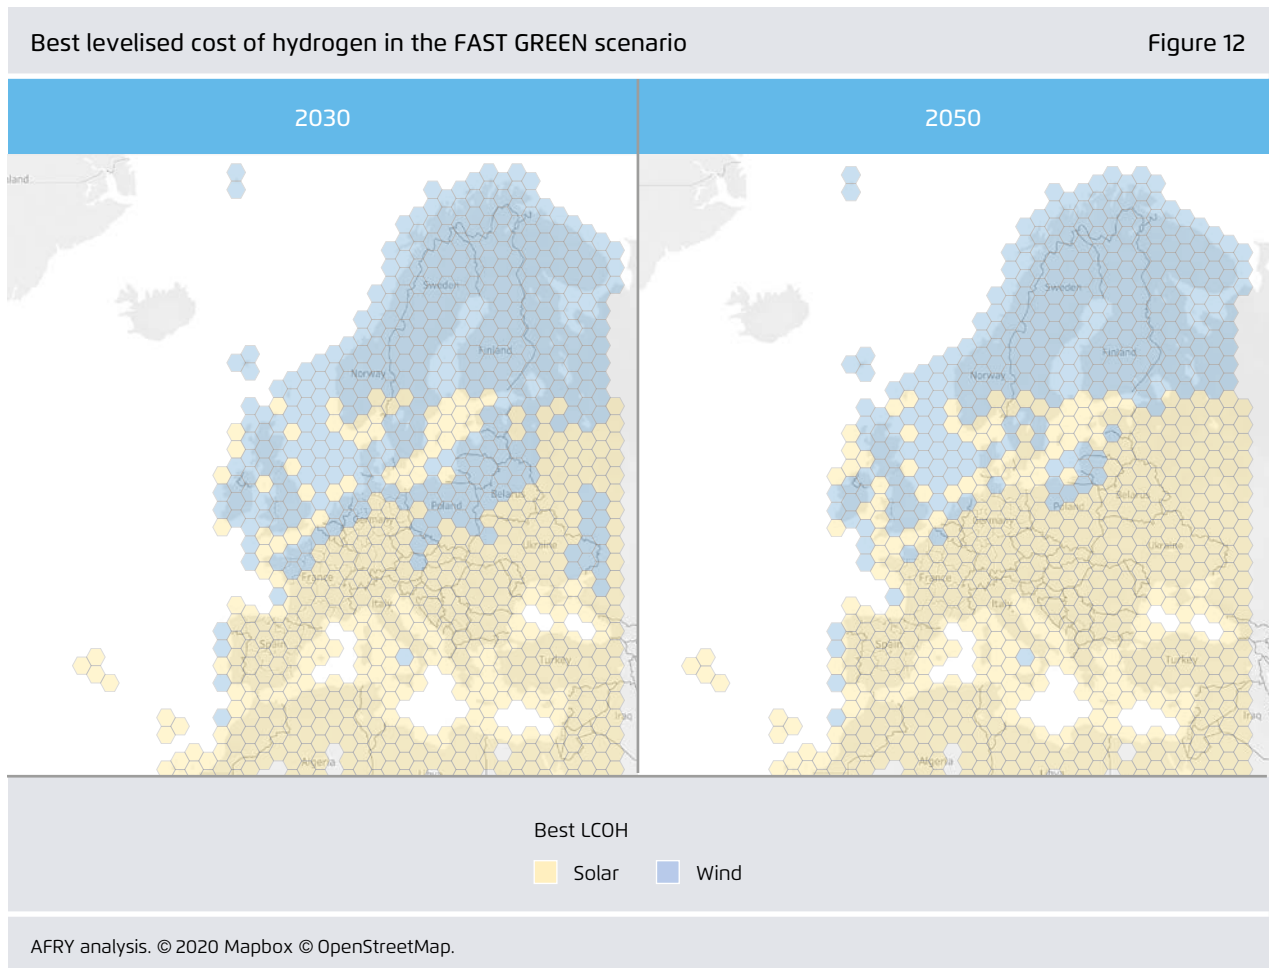 Best levelised cost of hydrogen in the FAST GREEN scenario
Figure 12
2030
2050
Sweden
Finland
Norway
Belarus
Poland
Germany
Ukraine
France
Italy
Spain
Turkey
Iraq
Algeria
Libya
Sweden
Finland
Norway
Belarus
Poland
Germany
Ukraine
France
Italy
Spain
Turkey
Iraq
Algeria
Libya
Best LCOH
Solar
Wind
AFRY analysis. © 2020 Mapbox © OpenStreetMap.